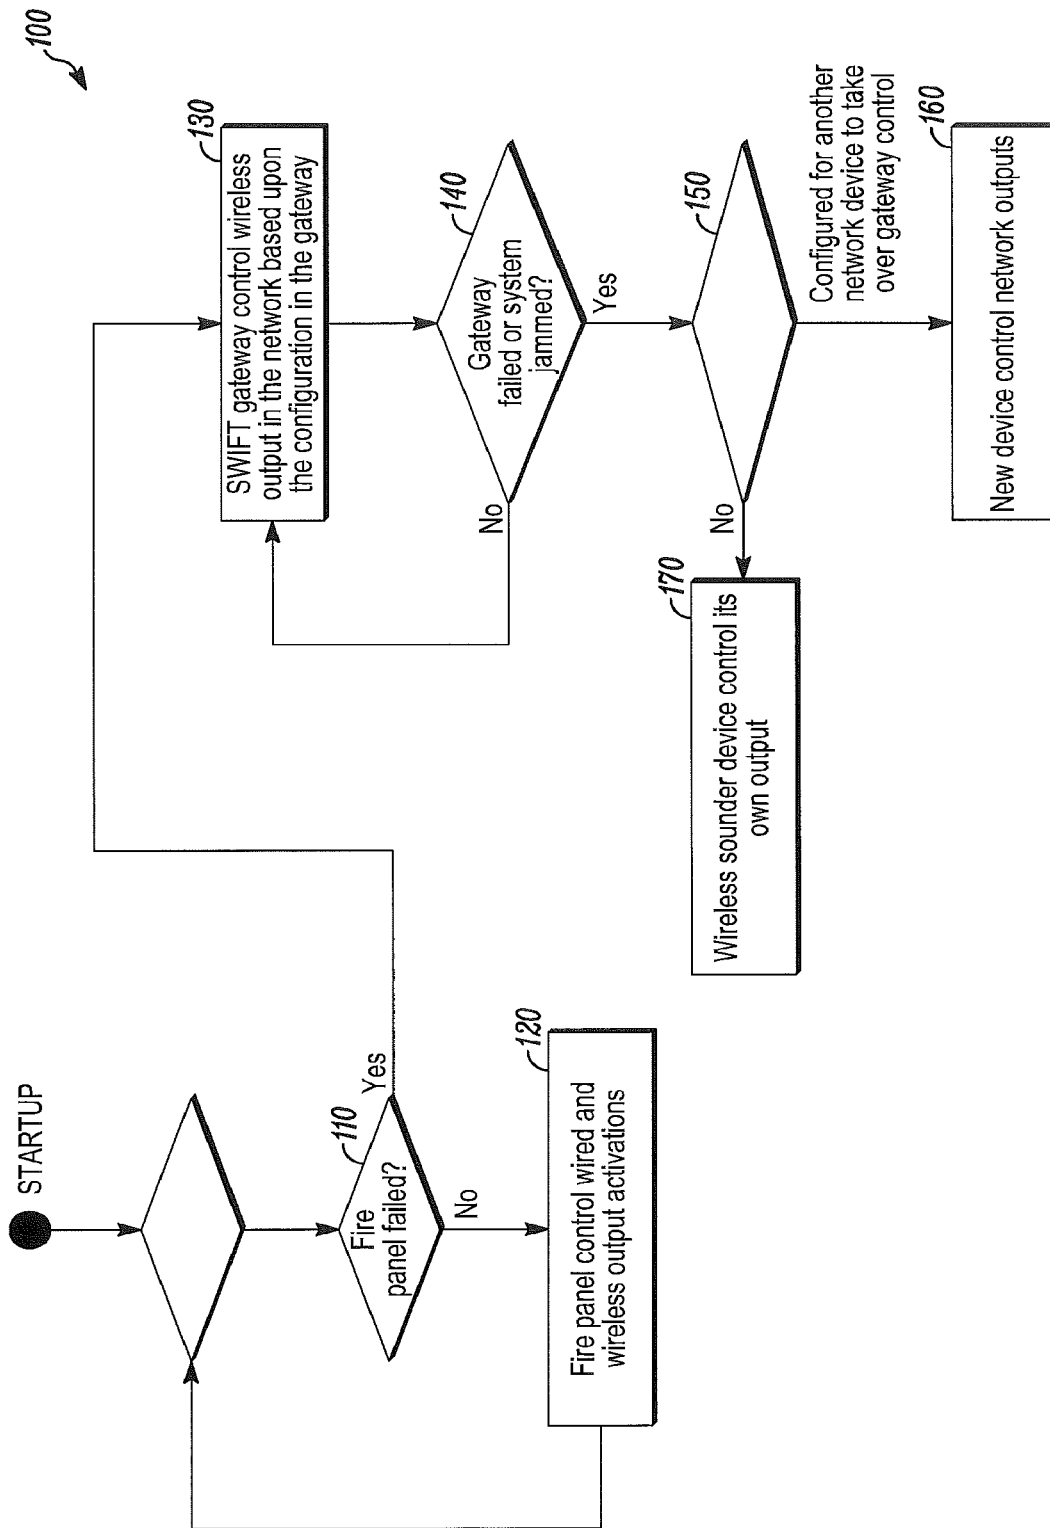 100
STARTUP
110
Fire
panel failed?
Yes
No
120
Fire panel control wired and
wireless output activations
130
SWIFT gateway control wireless
output in the network based upon
the configuration in the gateway
140
Gateway
failed or system
jammed?
No
Yes
150
No
Configured for another
network device to take
over gateway control
160
New device control network outputs
170
Wireless sounder device control its
own output